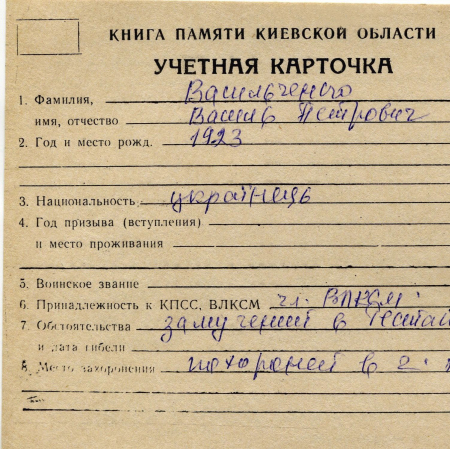 КНИГА ПАМЯТИ КИЕВСКОЙ ОБЛАСТИ
УЧЕТНАЯ КАРТОЧКА
1. Фамилия, Васильченко
имя, отчество Василь Петрович
2. Год и место рожд. 1923
3. Национальность українець
4. Год призыва (вступления)
и место проживания
5. Воинское звание
6. Принадлежность к КПСС, ВЛКСМ чл. ВЛКСМ
7. Обстоятельства замучений в
и дата гибели
8. Место захоронения похороней в